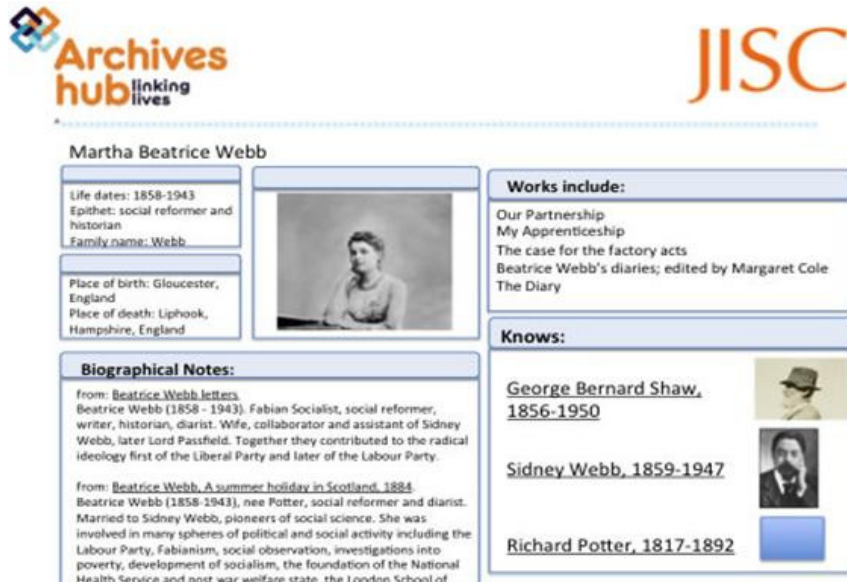 Archives
hub linking
lives
JISC
Martha Beatrice Webb
Life dates: 1858-1943
Epithet: social reformer and
historian
Family name: Webb
Place of birth: Gloucester,
England
Place of death: Liphook,
Hampshire, England
Biographical Notes:
from: Beatrice Webb letters
Beatrice Webb (1858 - 1943). Fabian Socialist, social reformer,
writer, historian, diarist. Wife, collaborator and assistant of Sidney
Webb, later Lord Passfield. Together they contributed to the radical
ideology first of the Liberal Party and later of the Labour Party.
From: Beatrice Webb, A summer holiday in Scotland, 1884.
Beatrice Webb (1858-1943), nee Potter, social reformer and diarist.
Married to Sidney Webb, pioneers of social science. She was
involved in many spheres of political and social activity including the
Labour Party, Fabianism, social observation, investigations into
poverty, development of socialism, the foundation of the National
Health Service and post war welfare state, the London School of
Works include:
Our Partnership
My Apprenticeship
The case for the factory acts
Beatrice Webb's diaries; edited by Margaret Cole
The Diary
Knows:
George Bernard Shaw,
1856-1950
Sidney Webb, 1859-1947
Richard Potter, 1817-1892